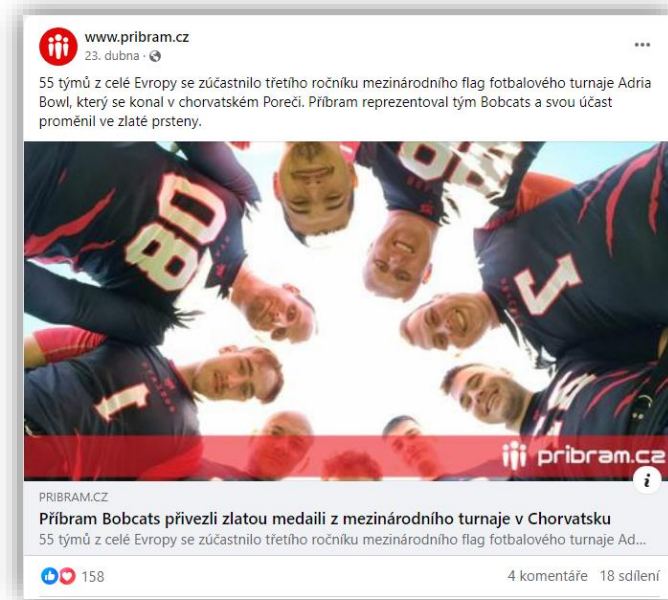 www.pribram.cz
23. dubna ·
55 týmů z celé Evropy se zúčastnilo třetího ročníku mezinárodního flag fotbalového turnaje Adria
Bowl, který se konal v chorvatském Poreči. Příbram reprezentoval tým Bobcats a svou účast
proměnil ve zlaté prsteny.
80
1
pribram.cz
PRIBRAM.CZ
Příbram Bobcats přivezli zlatou medaili z mezinárodního turnaje v Chorvatsku
55 týmů z celé Evropy se zúčastnilo třetího ročníku mezinárodního flag fotbalového turnaje Ad...
158
4 komentáře 18 sdílení